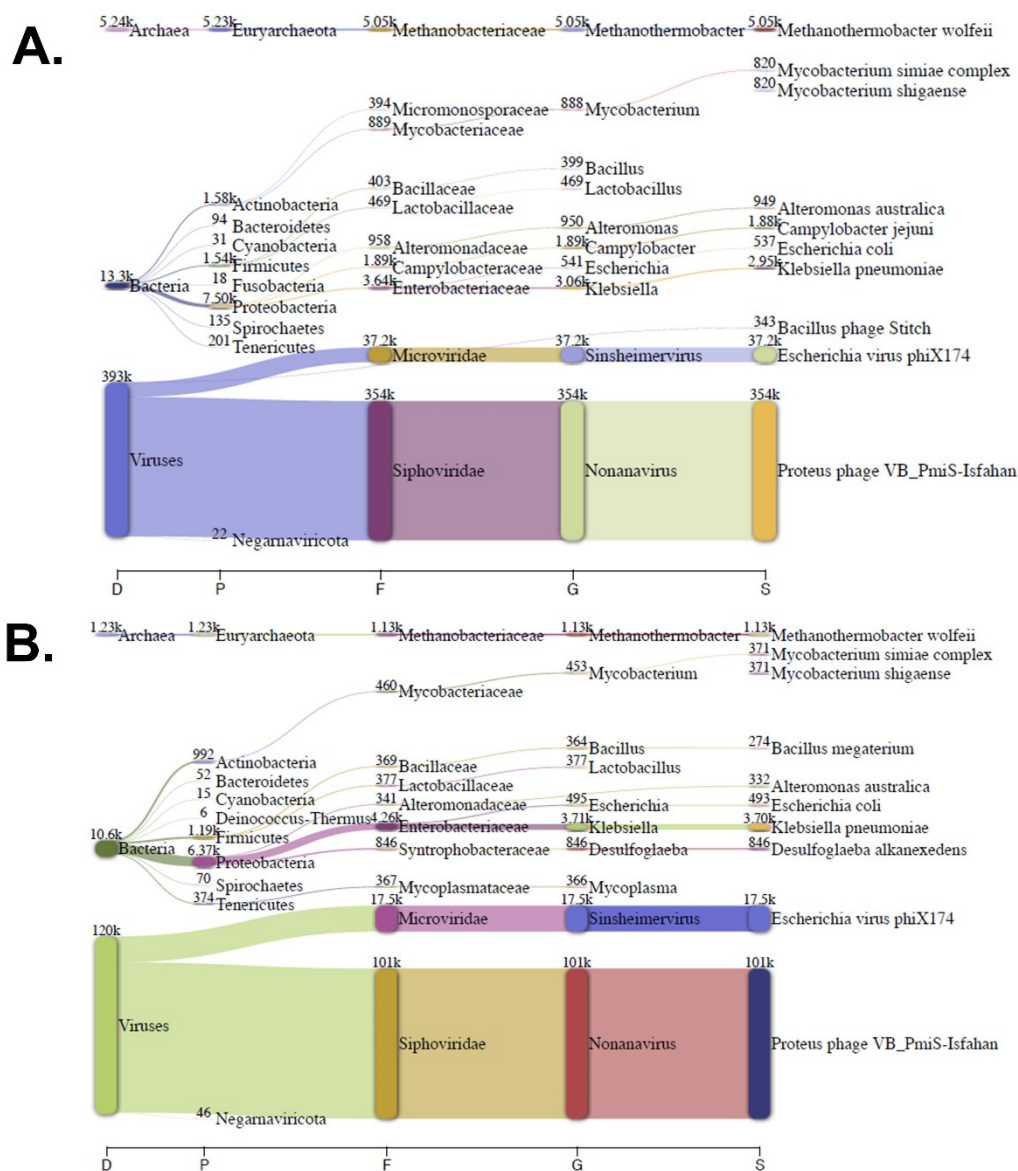 A.
5.24k Archaea 5.23k Euryarchaeota 5.05k Methanobacteriaceae 5.05k Methanothermobacter 5.05k Methanothermobacter wolfeii
820 Mycobacterium simiae complex
820 Mycobacterium shigaense
394 Micromonosporaceae 888 Mycobacterium
889 Mycobacteriaceae
399 Bacillus
403 Bacillaceae 469 Lactobacillus
1.58k Actinobacteria 469 Lactobacillaceae 949 Alteromonas australica
94 Bacteroidetes 950 Alteromonas 1.88k Campylobacter jejuni
31 Cyanobacteria 958 Alteromonadaceae 1.89k Campylobacter 537 Escherichia coli
1.54k Firmicutes 1.89k Campylobacteraceae 541 Escherichia 2.95k Klebsiella pneumoniae
13.3k Bacteria 18 Fusobacteria 3.64k Enterobacteriaceae 3.06k Klebsiella
7.50k Proteobacteria
135 Spirochaetes 343 Bacillus phage Stitch
201 Tenericutes
37.2k Microviridae 37.2k Sinsheimervirus 37.2k Escherichia virus phiX174
393k Viruses 354k Siphoviridae 354k Nonanavirus 354k Proteus phage VB_PmiS-Isfahan
22 Negarnaviricota
D P F G S
B.
1.23k Archaea 1.23k Euryarchaeota 1.13k Methanobacteriaceae 1.13k Methanothermobacter 1.13k Methanothermobacter wolfeii
371 Mycobacterium simiae complex
453 Mycobacterium 371 Mycobacterium shigaense
460 Mycobacteriaceae
364 Bacillus 274 Bacillus megaterium
992 Actinobacteria 369 Bacillaceae 377 Lactobacillus
52 Bacteroidetes 377 Lactobacillaceae 332 Alteromonas australica
15 Cyanobacteria 341 Alteromonadaceae 495 Escherichia 493 Escherichia coli
6 Deinococcus-Thermus 4.26k Enterobacteriaceae 3.71k Klebsiella 3.70k Klebsiella pneumoniae
1.19k Firmicutes
10.6k Bacteria 846 Syntrophobacteraceae 846 Desulfoglaeba 846 Desulfoglaeba alkanexedens
6.37k Proteobacteria
70 Spirochaetes 367 Mycoplasmataceae 366 Mycoplasma
374 Tenericutes
17.5k Microviridae 17.5k Sinsheimervirus 17.5k Escherichia virus phiX174
120k Viruses 101k Siphoviridae 101k Nonanavirus 101k Proteus phage VB_PmiS-Isfahan
46 Negarnaviricota
D P F G S